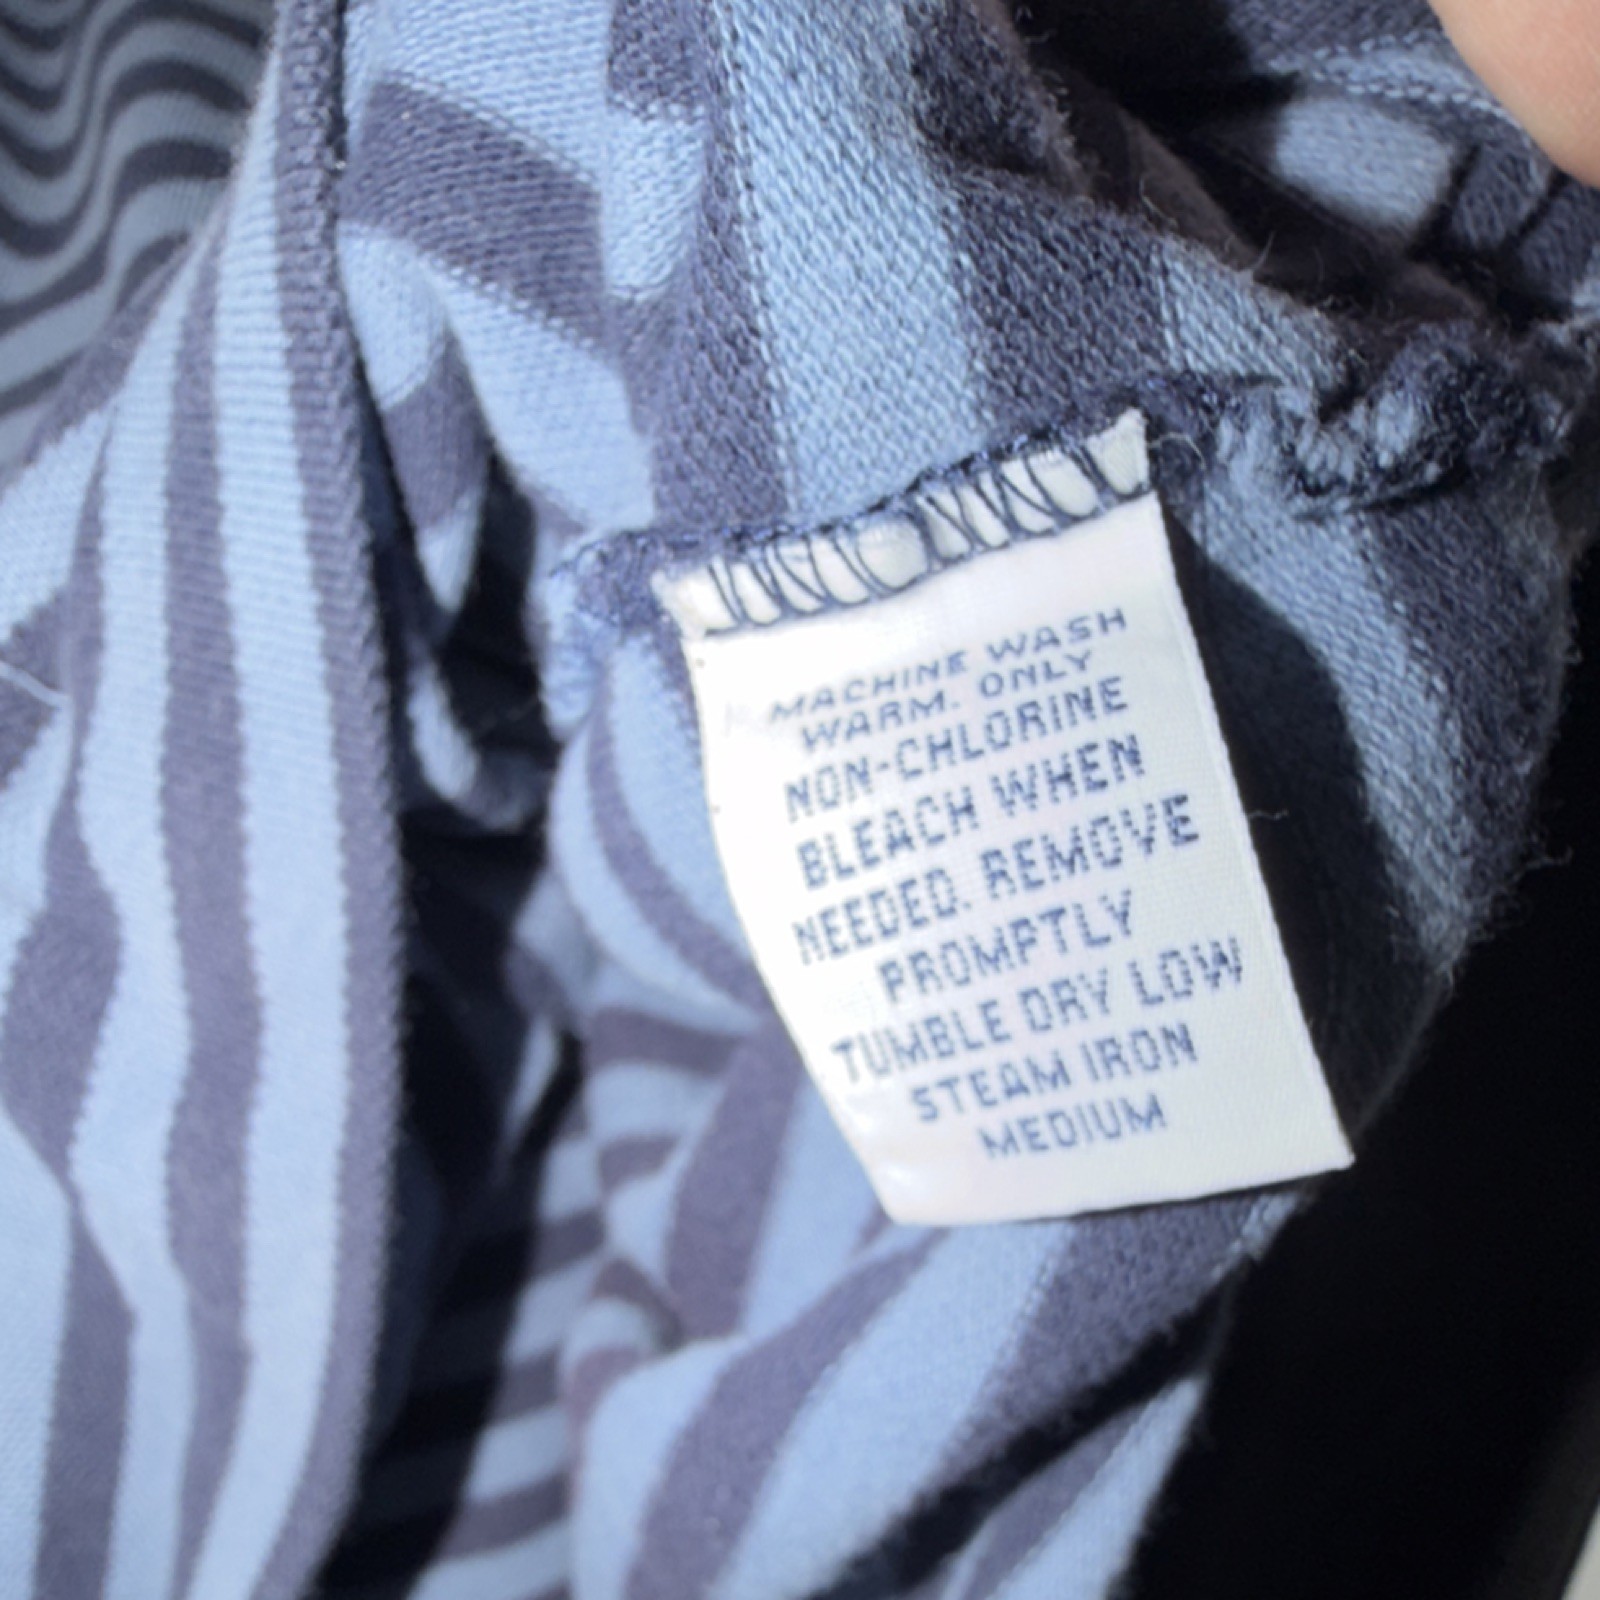 MACHINE WASH
WARM. ONLY
NON-CHLORINE
BLEACH WHEN
NEEDED. REMOVE
PROMPTLY
TUMBLE DRY LOW
STEAM IRON
MEDIUM